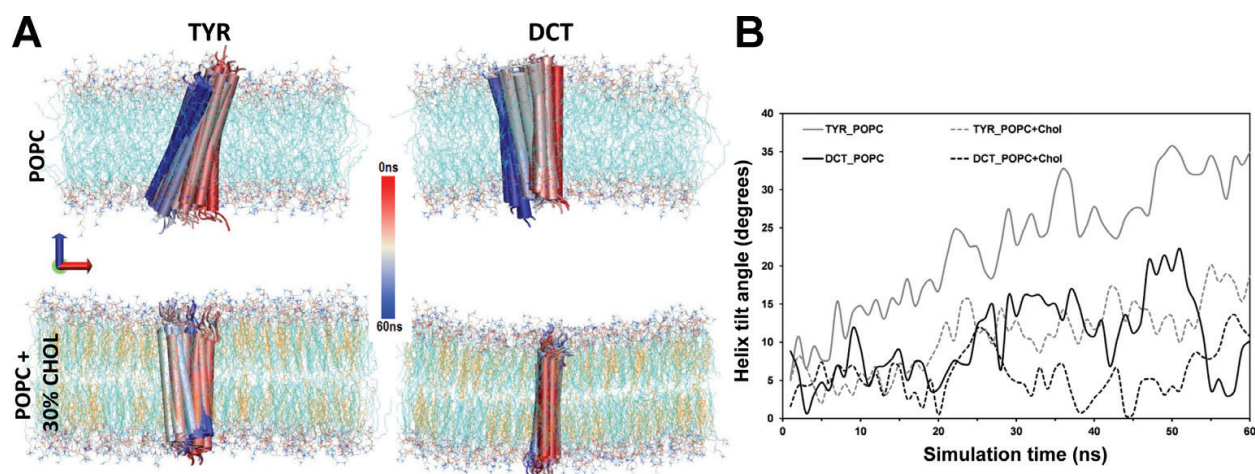 A
TYR
DCT
B
POPC
0ns
60ns
POPC +
30% CHOL
Helix tilt angle (degrees)
40
35
30
25
20
15
10
5
0
TYR_POPC
TYR_POPC+Chol
DCT_POPC
DCT_POPC+Chol
0
10
20
30
40
50
60
Simulation time (ns)